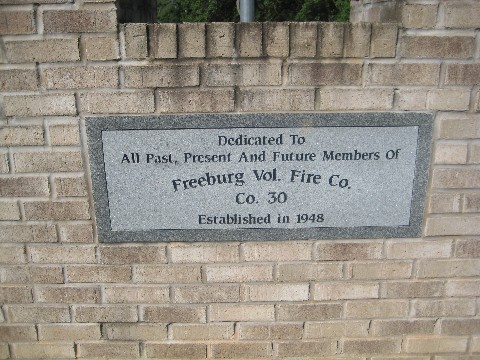 Dedicated To
All Past, Present And Future Members Of
Freeburg Vol. Fire Co.
Co. 30
Established in 1948